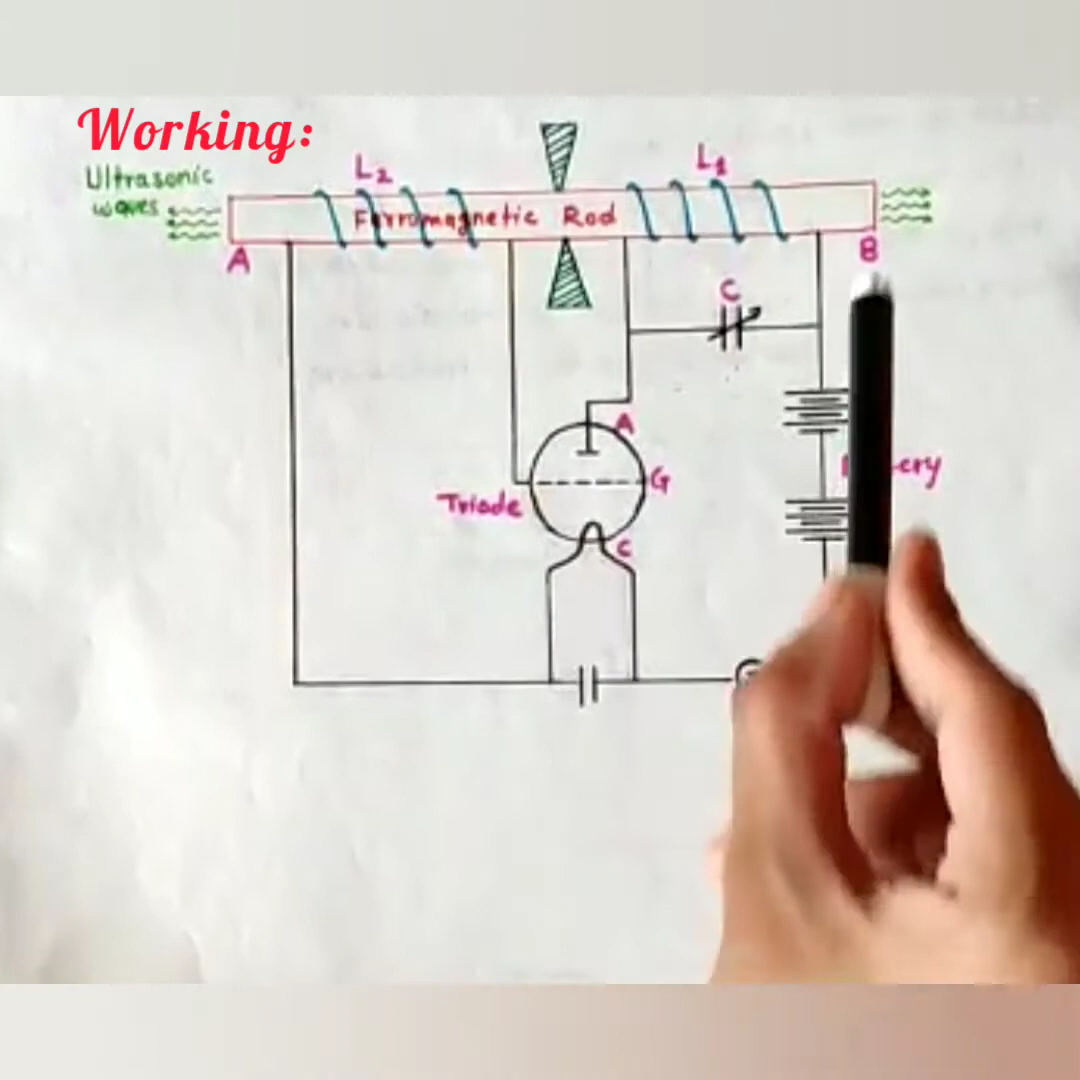 Working:
Ultrasonic
waves
L2
L1
Ferromagnetic Rod
A
B
C
A
G
Triode
C